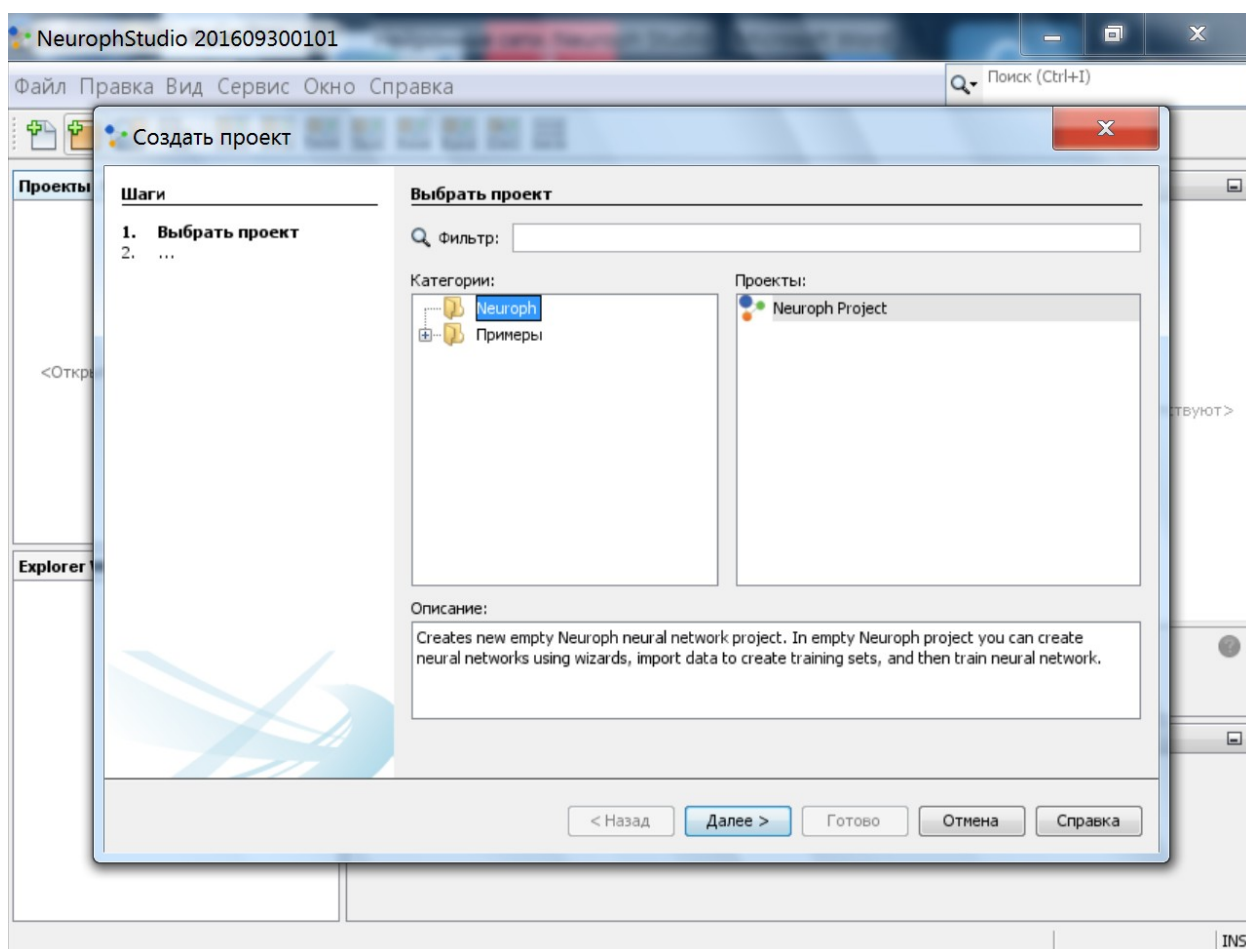 NeurophStudio 201609300101
Файл Правка Вид Сервис Окно Справка
Поиск (Ctrl+I)
Создать проект
Проекты
Шаги
1. Выбрать проект
2. ...
Выбрать проект
Фильтр:
Категории:
Neuroph
Примеры
Проекты:
Neuroph Project
Описание:
Creates new empty Neuroph neural network project. In empty Neuroph project you can create
neural networks using wizards, import data to create training sets, and then train neural network.
< Назад
Далее >
Готово
Отмена
Справка
<Откры
твуют>
Explorer
INS